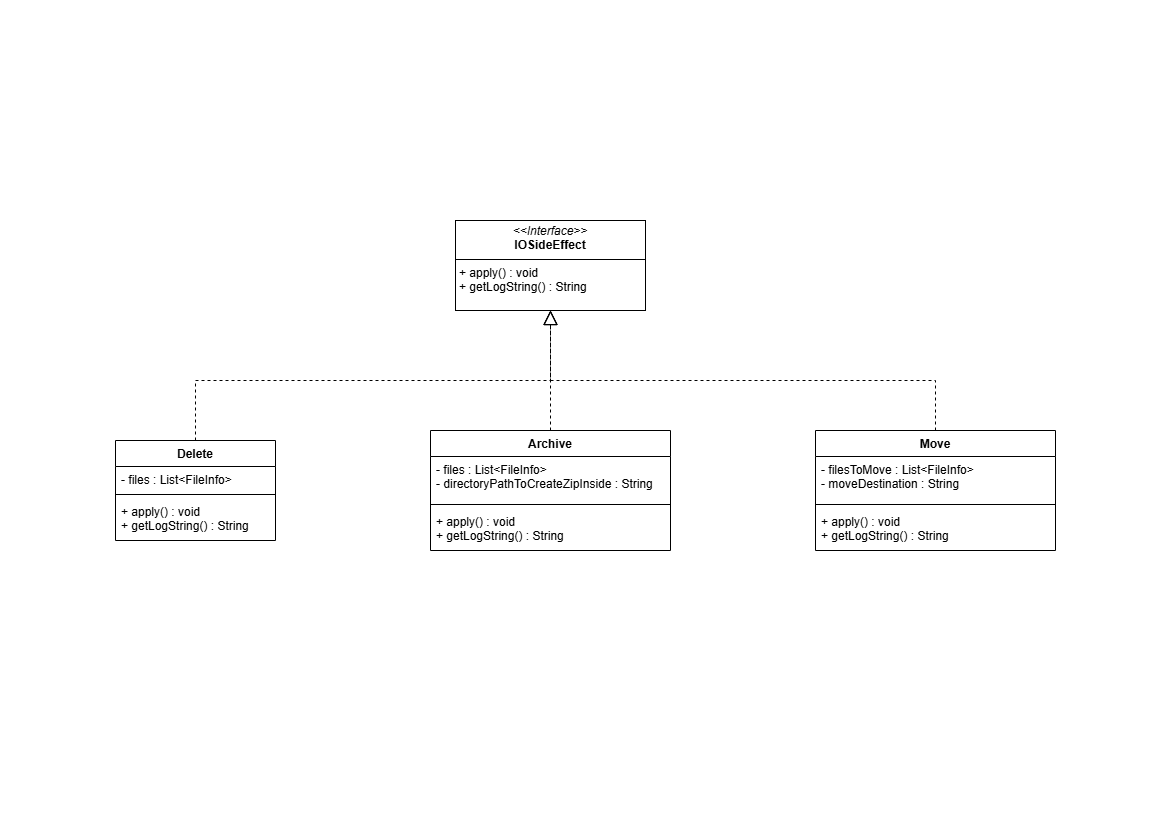 <<Interface>>
IOSideEffect
+ apply() : void
+ getLogString() : String
Delete
- files : List<FileInfo>
+ apply() : void
+ getLogString() : String
Archive
- files : List<FileInfo>
- directoryPathToCreateZipInside : String
+ apply() : void
+ getLogString() : String
Move
- filesToMove : List<FileInfo>
- moveDestination : String
+ apply() : void
+ getLogString() : String